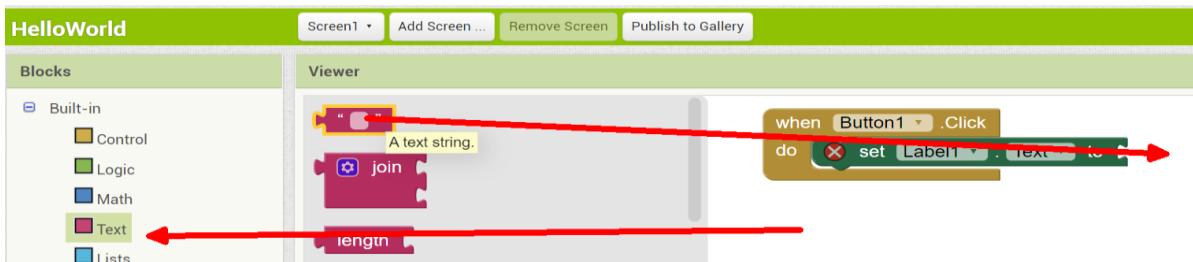 HelloWorld
Screen1 Add Screen ... Remove Screen Publish to Gallery
Blocks
Viewer
Built-in
Control
Logic
Math
Text
Lists
“ ”
A text string.
join
length
when Button1 .Click
do set Label1 . Text to